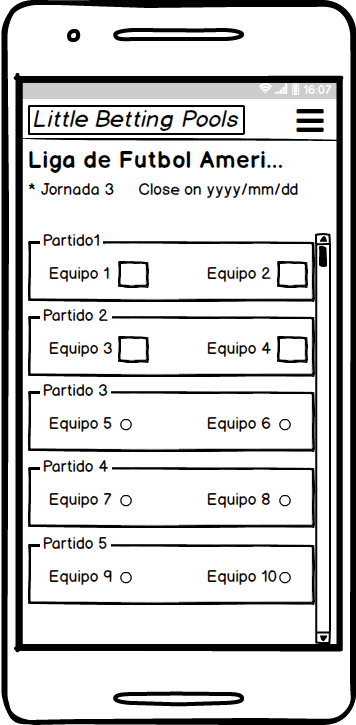 16:07
Little Betting Pools
Liga de Futbol Ameri...
* Jornada 3 Close on yyyy/mm/dd
Partido1
Equipo 1 Equipo 2
Partido 2
Equipo 3 Equipo 4
Partido 3
Equipo 5 Equipo 6
Partido 4
Equipo 7 Equipo 8
Partido 5
Equipo 9 Equipo 10